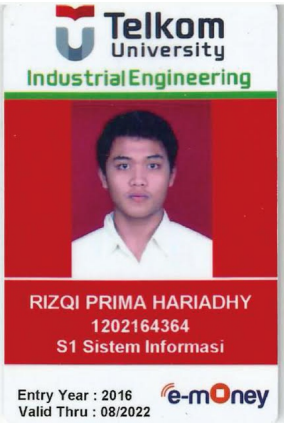 Telkom
University
Industrial Engineering
RIZQI PRIMA HARIADHY
1202164364
S1 Sistem Informasi
Entry Year : 2016
Valid Thru : 08/2022
e-money